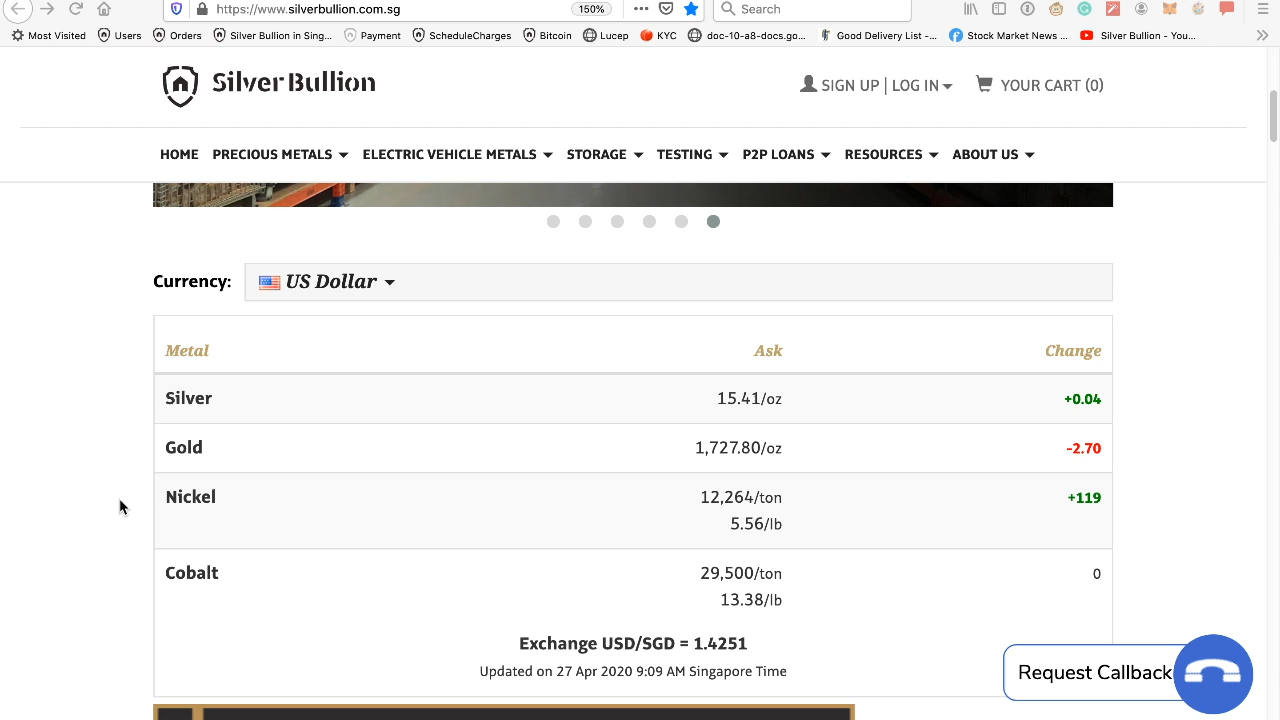 https://www.silverbullion.com.sg 150% Search
Most Visited Users Orders Silver Bullion in Sing... Payment ScheduleCharges Bitcoin Lucep KYC doc-10-a8-docs.go... Good Delivery List -... Stock Market News ... Silver Bullion - You...
Silver Bullion SIGN UP | LOG IN YOUR CART (0)
HOME PRECIOUS METALS ELECTRIC VEHICLE METALS STORAGE TESTING P2P LOANS RESOURCES ABOUT US
Currency: US Dollar
Metal Ask Change
Silver 15.41/oz +0.04
Gold 1,727.80/oz -2.70
Nickel 12,264/ton +119
5.56/lb
Cobalt 29,500/ton 0
13.38/lb
Exchange USD/SGD = 1.4251
Updated on 27 Apr 2020 9:09 AM Singapore Time
Request Callback